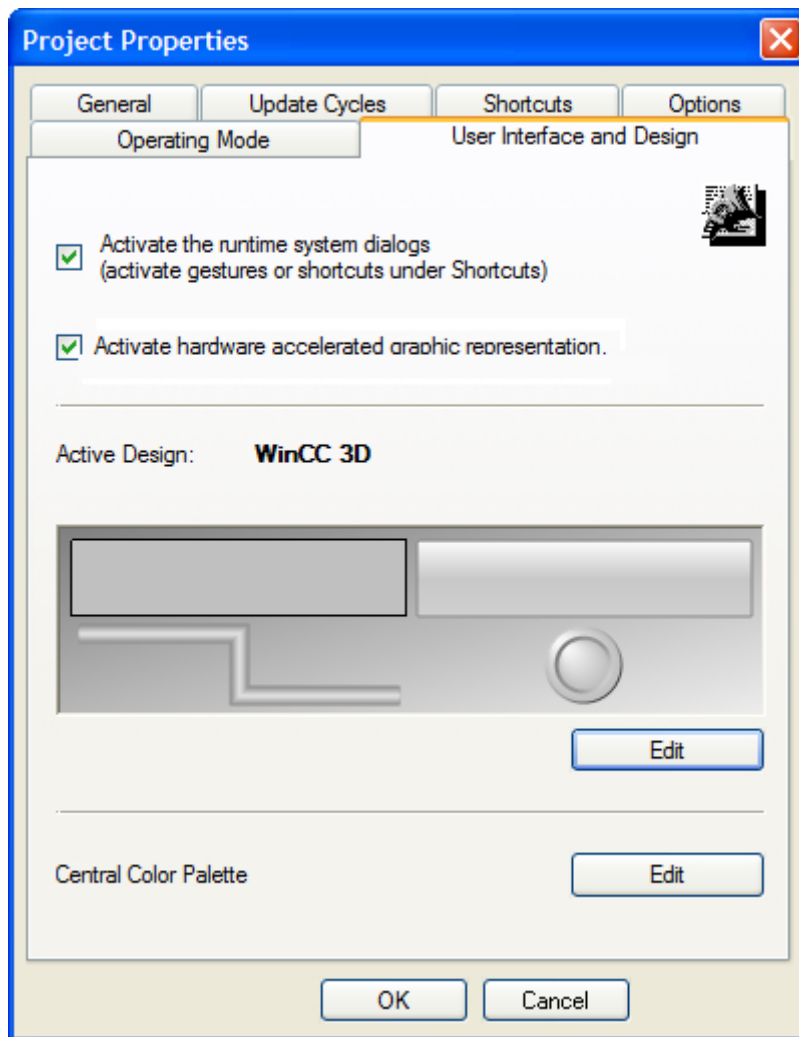 Project Properties
General
Update Cycles
Shortcuts
Options
Operating Mode
User Interface and Design
Activate the runtime system dialogs
(activate gestures or shortcuts under Shortcuts)
Activate hardware accelerated graphic representation.
Active Design: WinCC 3D
Edit
Central Color Palette
Edit
OK
Cancel